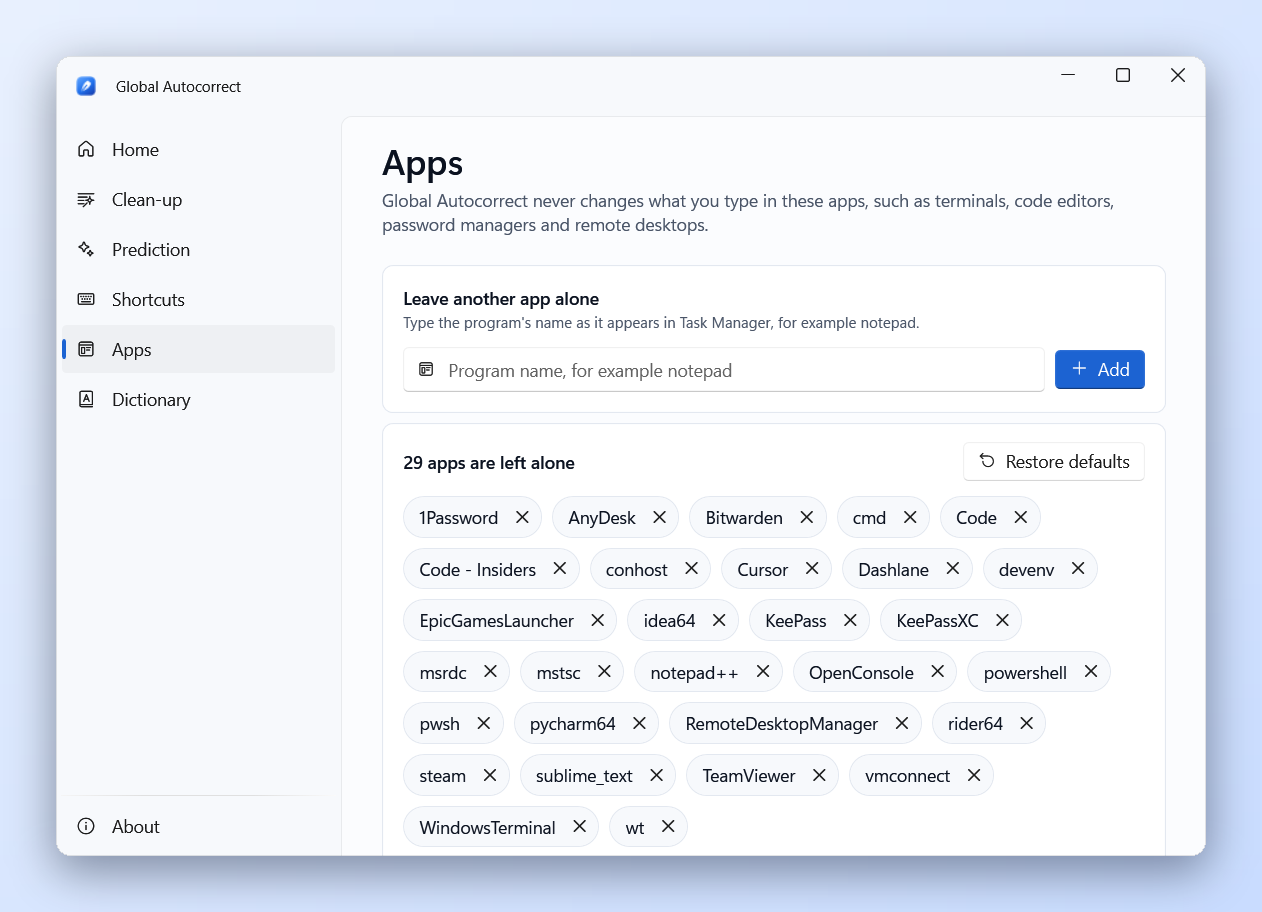 Global Autocorrect
Home
Clean-up
Prediction
Shortcuts
Apps
Dictionary
About
Apps
Global Autocorrect never changes what you type in these apps, such as terminals, code editors,
password managers and remote desktops.
Leave another app alone
Type the program's name as it appears in Task Manager, for example notepad.
Program name, for example notepad
Add
29 apps are left alone
Restore defaults
1Password AnyDesk Bitwarden cmd Code
Code - Insiders conhost Cursor Dashlane devenv
EpicGamesLauncher idea64 KeePass KeePassXC
msrdc mstsc notepad++ OpenConsole powershell
pwsh pycharm64 RemoteDesktopManager rider64
steam sublime_text TeamViewer vmconnect
WindowsTerminal wt